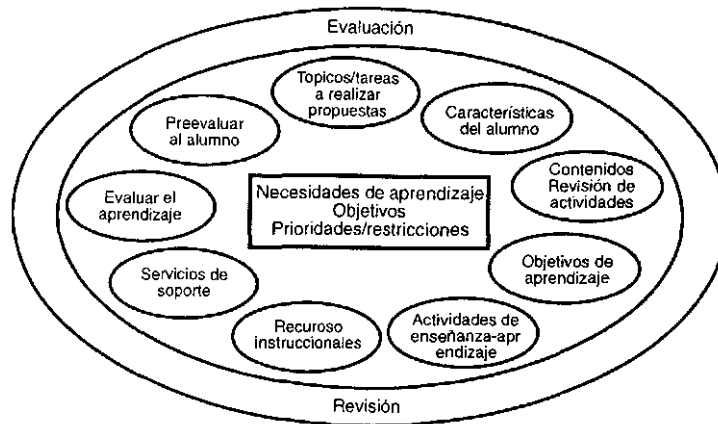 Evaluación
Topicos/tareas
a realizar
propuestas
Características
del alumno
Preevaluar
al alumno
Contenidos
Revisión de
actividades
Necesidades de aprendizaje
Objetivos
Prioridades/restricciones
Evaluar el
aprendizaje
Objetivos de
aprendizaje
Servicios de
soporte
Recuroso
instruccionales
Actividades de
enseñanza-apr
endizaje
Revisión